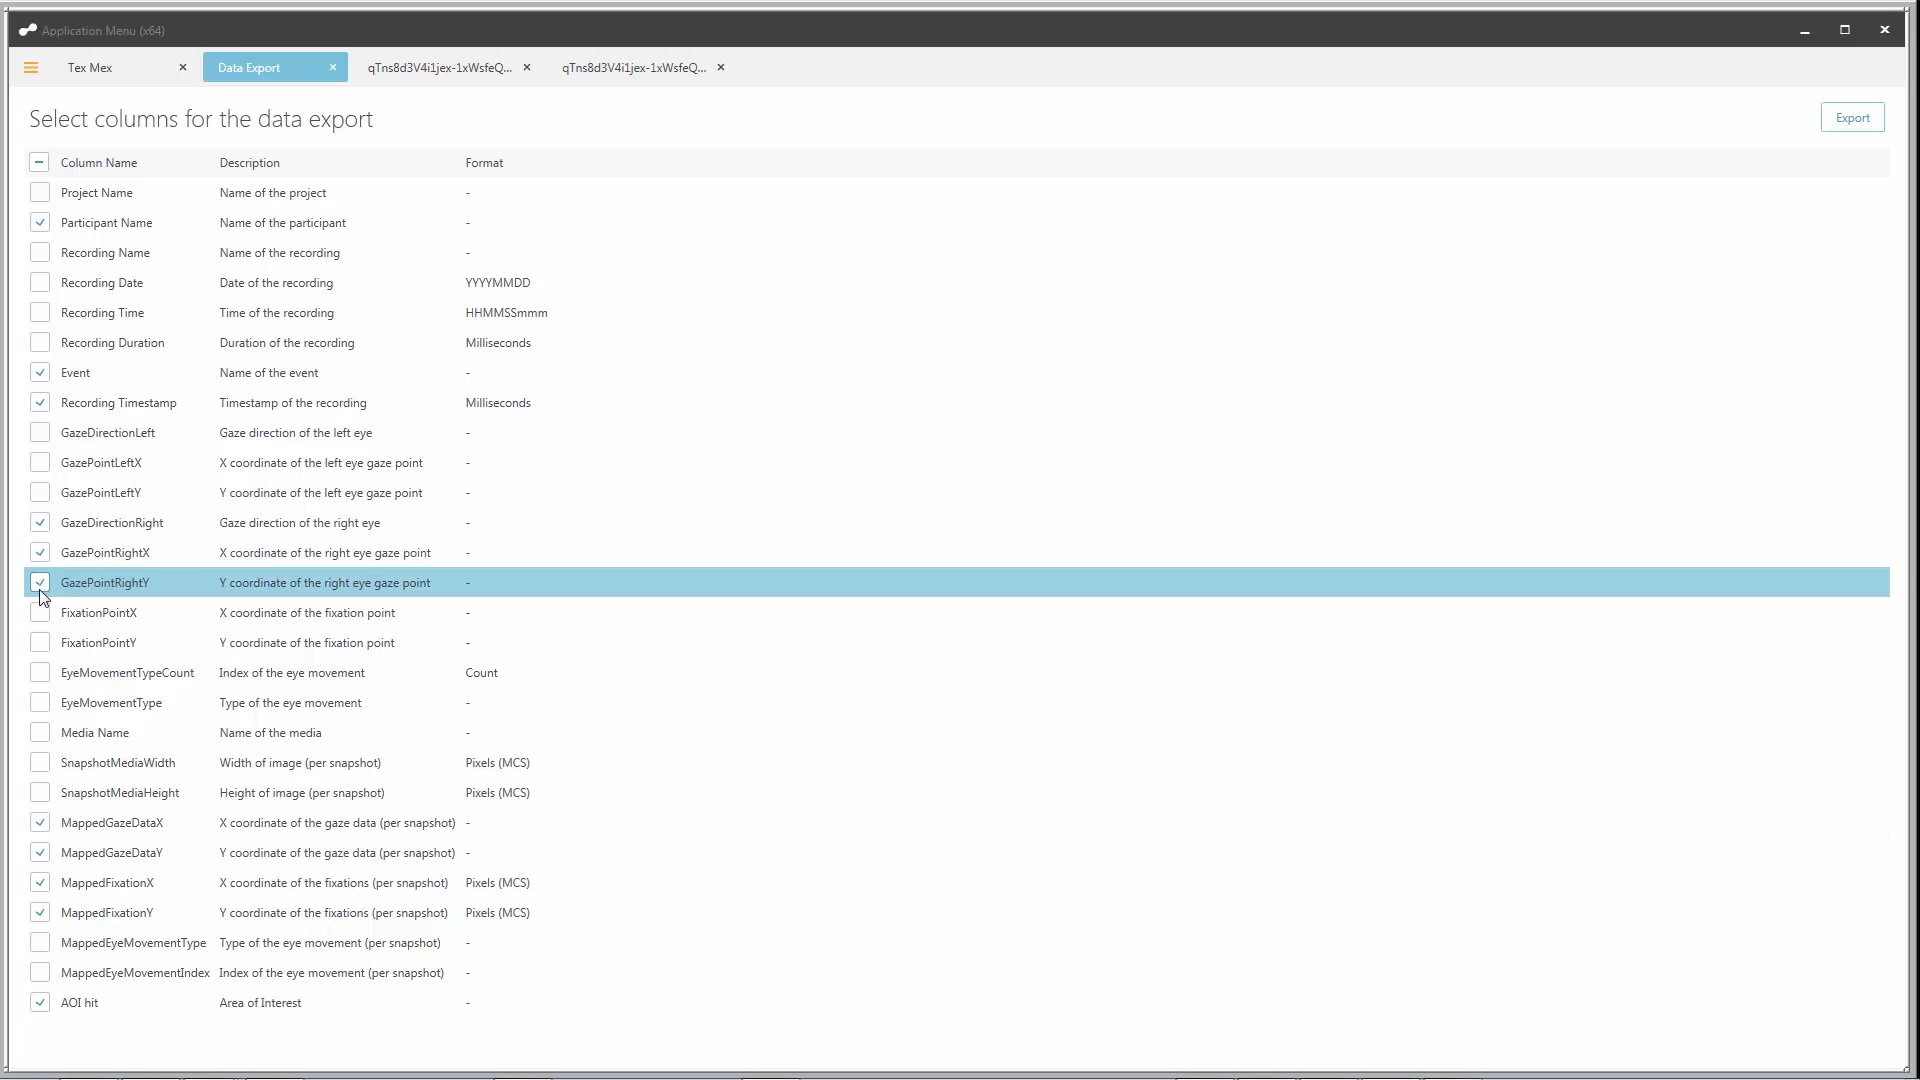 Application Menu (x64)
Tex Mex
Data Export
qTns8d3V4i1jex-1xWsfeQ...
qTns8d3V4i1jex-1xWsfeQ...
Select columns for the data export
Export
Column Name Description Format
Project Name Name of the project -
Participant Name Name of the participant -
Recording Name Name of the recording -
Recording Date Date of the recording YYYYMMDD
Recording Time Time of the recording HHMMSSmmm
Recording Duration Duration of the recording Milliseconds
Event Name of the event -
Recording Timestamp Timestamp of the recording Milliseconds
GazeDirectionLeft Gaze direction of the left eye -
GazePointLeftX X coordinate of the left eye gaze point -
GazePointLeftY Y coordinate of the left eye gaze point -
GazeDirectionRight Gaze direction of the right eye -
GazePointRightX X coordinate of the right eye gaze point -
GazePointRightY Y coordinate of the right eye gaze point -
FixationPointX X coordinate of the fixation point -
FixationPointY Y coordinate of the fixation point -
EyeMovementTypeCount Index of the eye movement Count
EyeMovementType Type of the eye movement -
Media Name Name of the media -
SnapshotMediaWidth Width of image (per snapshot) Pixels (MCS)
SnapshotMediaHeight Height of image (per snapshot) Pixels (MCS)
MappedGazeDataX X coordinate of the gaze data (per snapshot) -
MappedGazeDataY Y coordinate of the gaze data (per snapshot) -
MappedFixationX X coordinate of the fixations (per snapshot) Pixels (MCS)
MappedFixationY Y coordinate of the fixations (per snapshot) Pixels (MCS)
MappedEyeMovementType Type of the eye movement (per snapshot) -
MappedEyeMovementIndex Index of the eye movement (per snapshot) -
AOI hit Area of Interest -